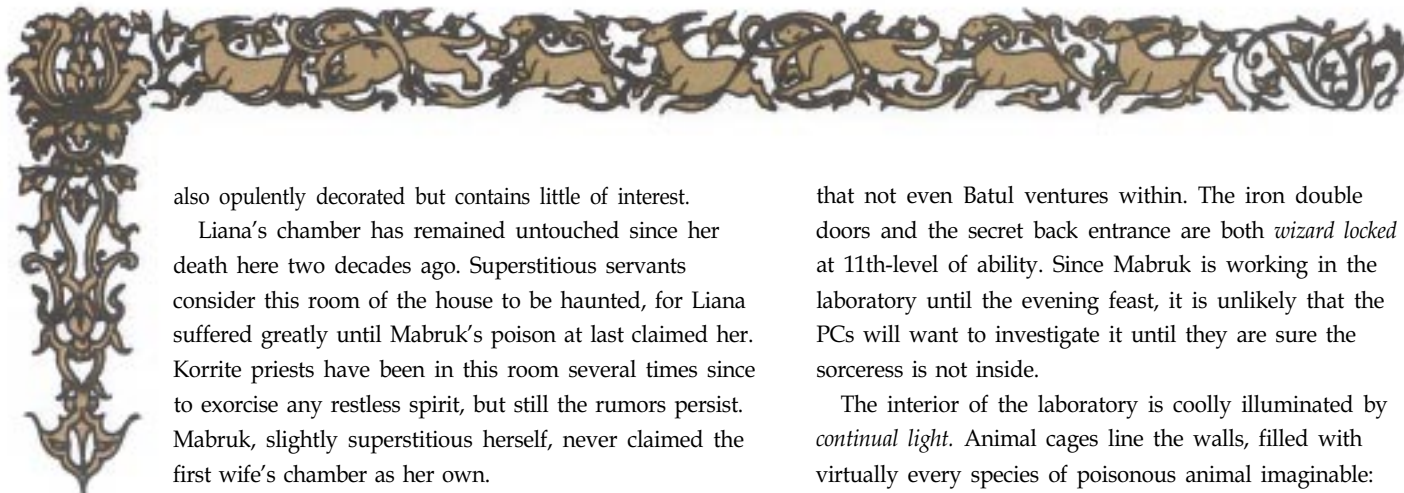 also opulently decorated but contains little of interest.
Liana’s chamber has remained untouched since her
death here two decades ago. Superstitious servants
consider this room of the house to be haunted, for Liana
suffered greatly until Mabruk’s poison at last claimed her.
Korrite priests have been in this room several times since
to exorcise any restless spirit, but still the rumors persist.
Mabruk, slightly superstitious herself, never claimed the
first wife’s chamber as her own.
that not even Batul ventures within. The iron double
doors and the secret back entrance are both wizard locked
at 11th-level of ability. Since Mabruk is working in the
laboratory until the evening feast, it is unlikely that the
PCs will want to investigate it until they are sure the
sorceress is not inside.
The interior of the laboratory is coolly illuminated by
continual light. Animal cages line the walls, filled with
virtually every species of poisonous animal imaginable: